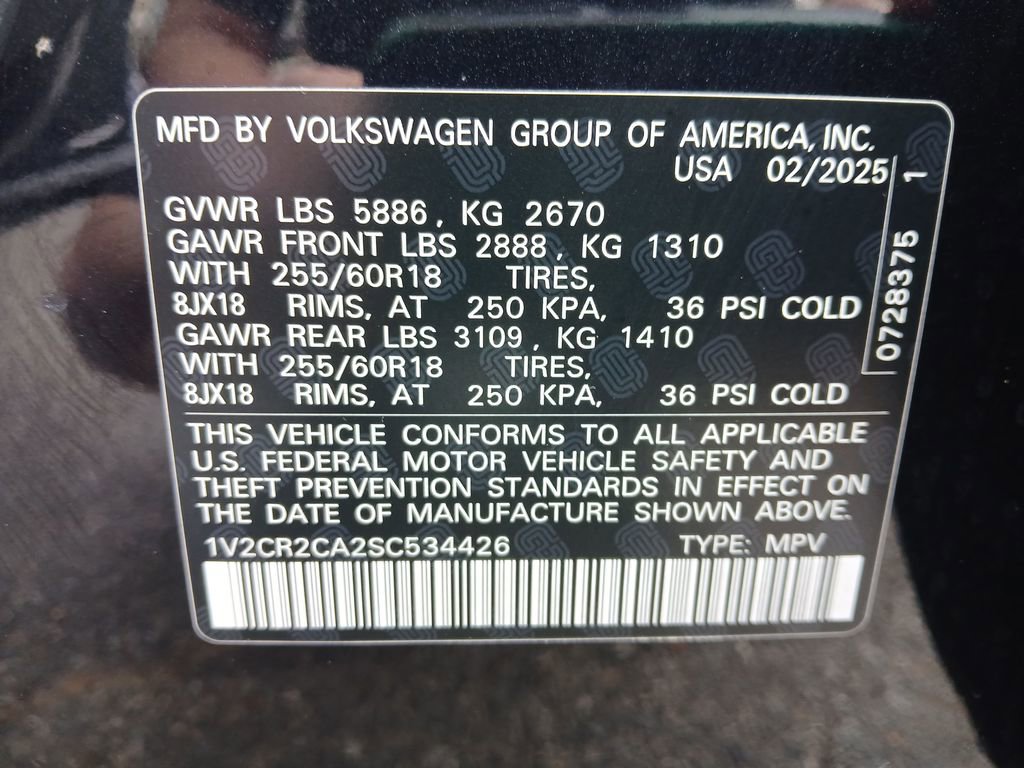 MFD BY VOLKSWAGEN GROUP OF AMERICA, INC.
USA 02/2025
GVWR LBS 5886, KG 2670
GAWR FRONT LBS 2888, KG 1310
WITH 255/60R18 TIRES,
8JX18 RIMS, AT 250 KPA, 36 PSI COLD
GAWR REAR LBS 3109, KG 1410
WITH 255/60R18 TIRES,
8JX18 RIMS, AT 250 KPA, 36 PSI COLD
0728375 1
THIS VEHICLE CONFORMS TO ALL APPLICABLE
U.S. FEDERAL MOTOR VEHICLE SAFETY AND
THEFT PREVENTION STANDARDS IN EFFECT ON
THE DATE OF MANUFACTURE SHOWN ABOVE.
1V2CR2CA2SC534426 TYPE: MPV